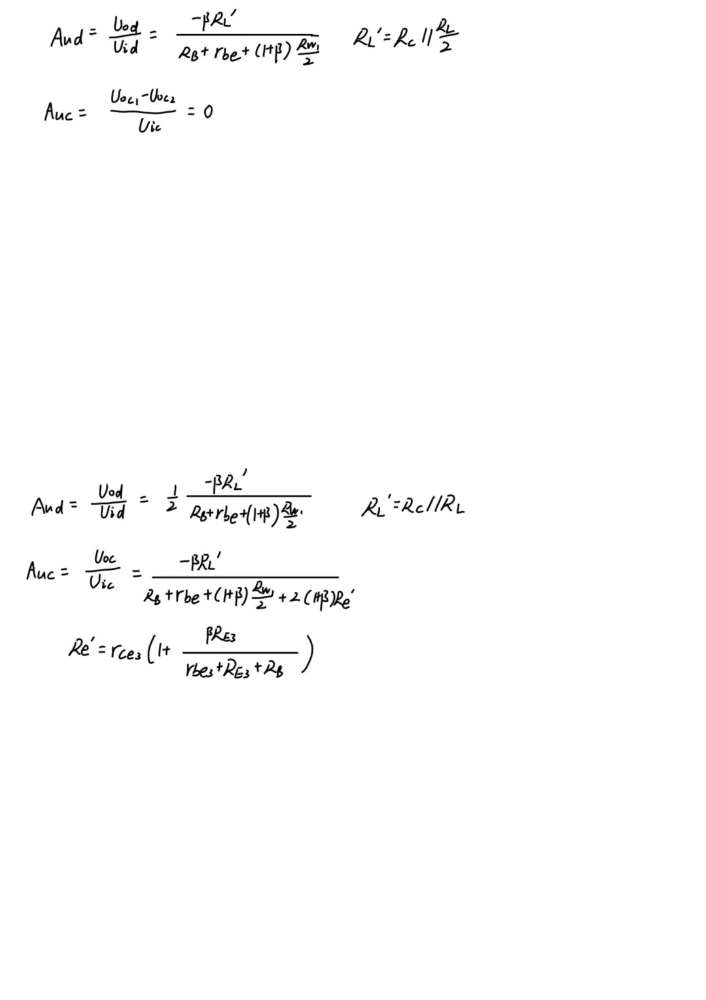 Aud = Uod/Uid = -βRL'/(RB+rbe+(1+β)Rw1/2) RL'=Rc//RL/2
Auc = (Uoc1-Uoc2)/Uic = 0
Aud = Uod/Uid = 1/2 -βRL'/(RB+rbe+(1+β)Rw1/2) RL'=Rc//RL
Auc = Uoc/Uic = -βRL'/(RB+rbe+(1+β)Rw1/2+2(1+β)Re')
Re'=rce3(1+βRE3/(rbe3+RE3+RB))